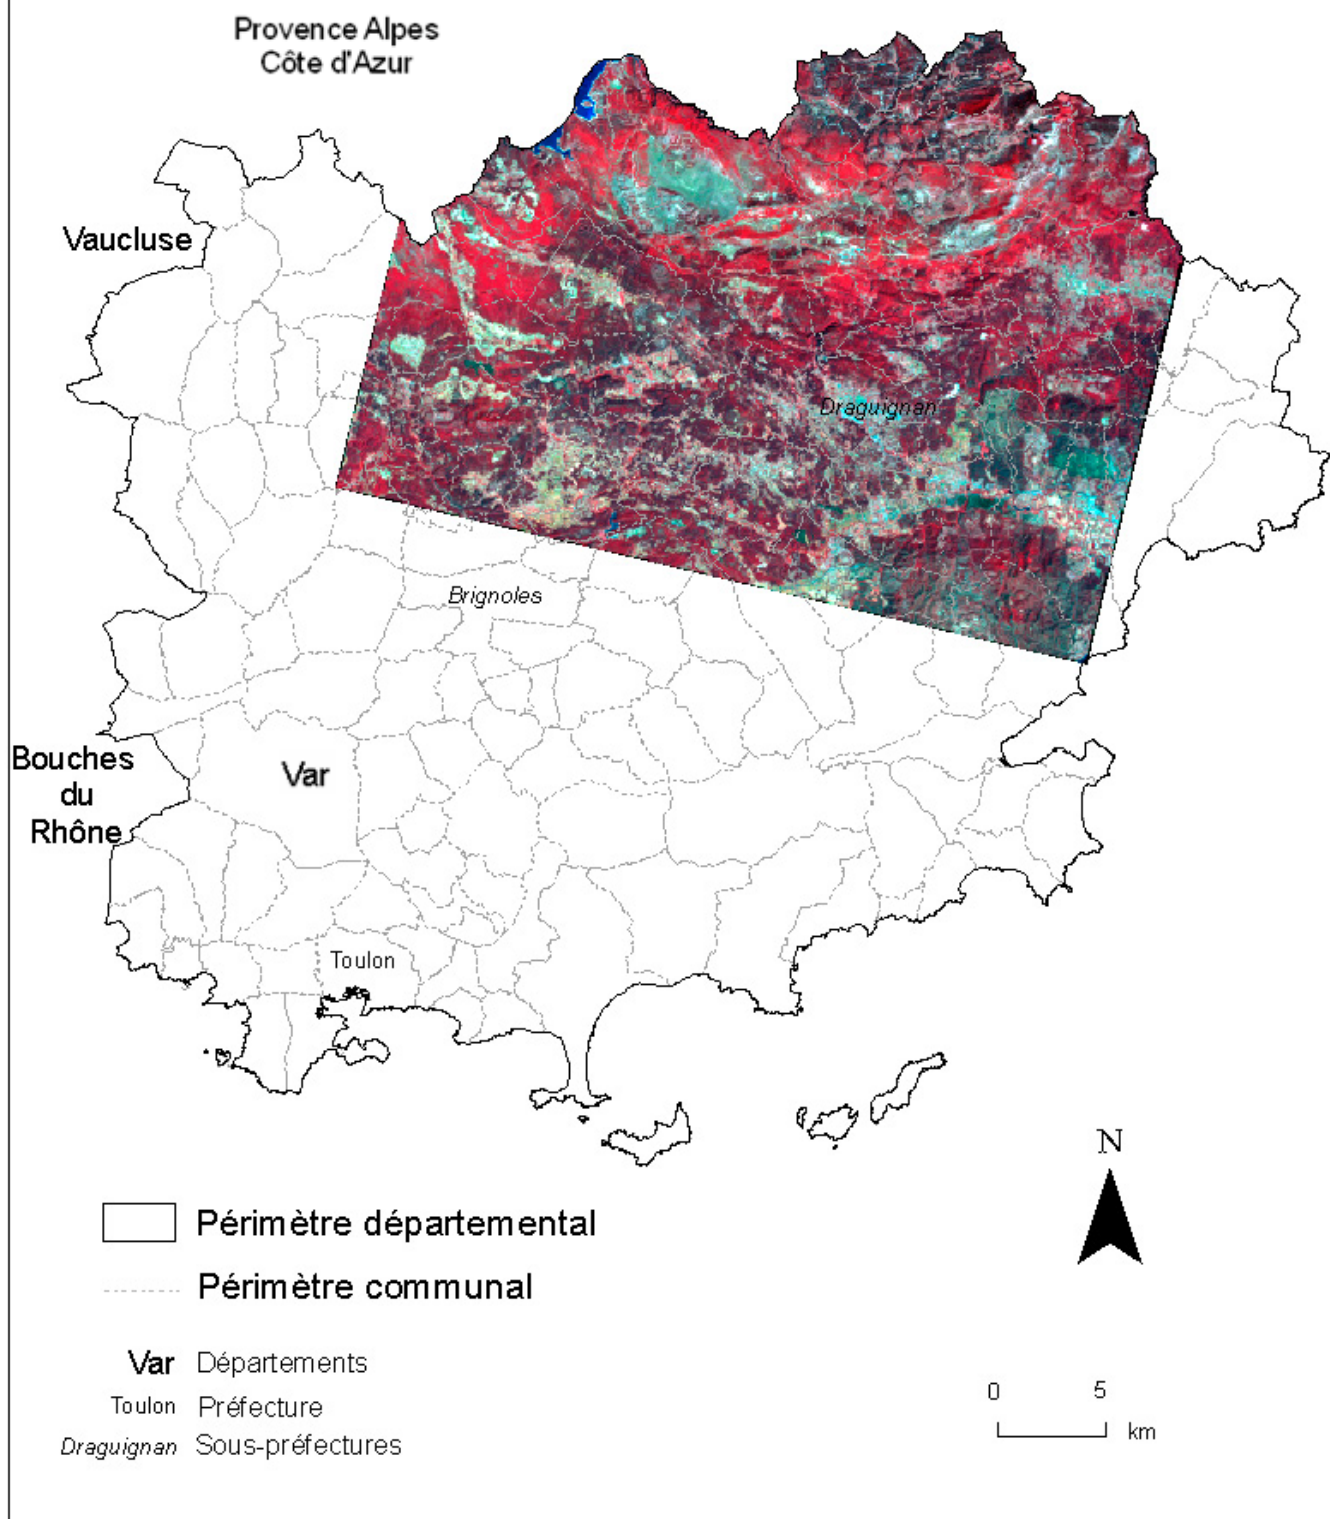 Provence Alpes
Côte d'Azur
Vaucluse
Draguignan
Brignoles
Bouches
du
Rhône
Var
Toulon
N
Périmètre départemental
Périmètre communal
Var Départements
Toulon Préfecture
Draguignan Sous-préfectures
0 5
km